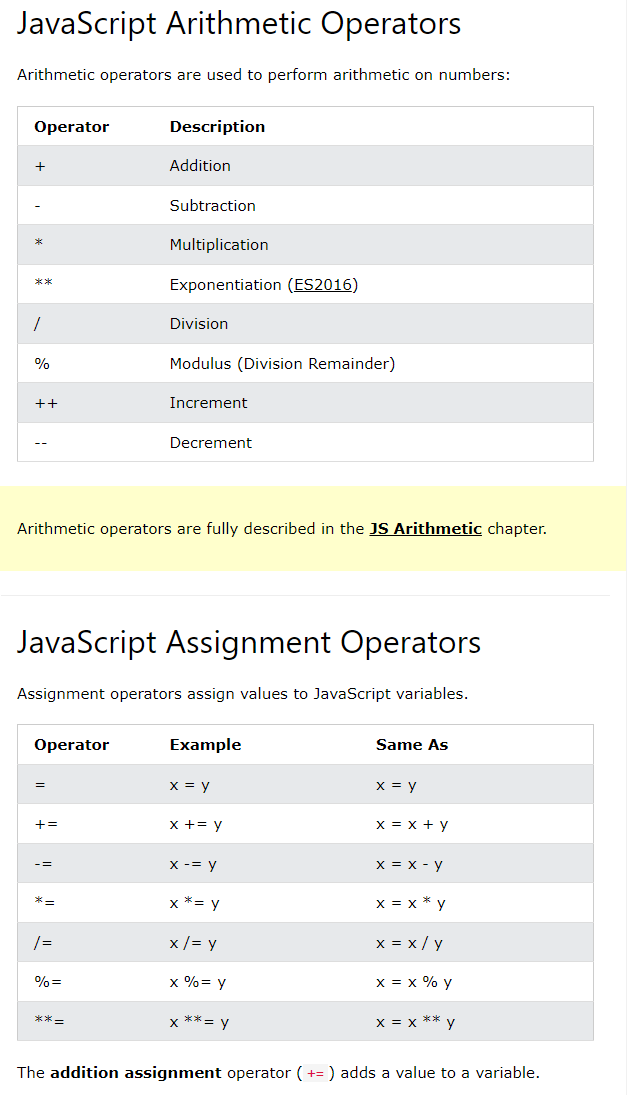 JavaScript Arithmetic Operators
Arithmetic operators are used to perform arithmetic on numbers:
Operator Description
+ Addition
- Subtraction
* Multiplication
** Exponentiation (ES2016)
/ Division
% Modulus (Division Remainder)
++ Increment
-- Decrement
Arithmetic operators are fully described in the JS Arithmetic chapter.
JavaScript Assignment Operators
Assignment operators assign values to JavaScript variables.
Operator Example Same As
= x = y x = y
+= x += y x = x + y
-= x -= y x = x - y
*= x *= y x = x * y
/= x /= y x = x / y
%= x %= y x = x % y
**= x **= y x = x ** y
The addition assignment operator ( += ) adds a value to a variable.